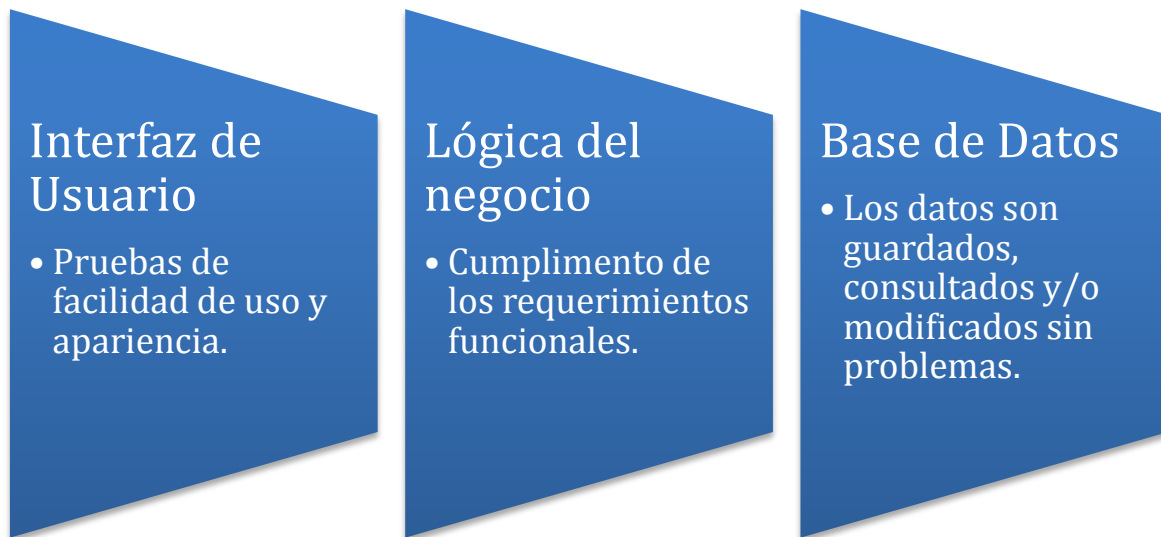 Interfaz de
Usuario
• Pruebas de
facilidad de uso y
apariencia.
Lógica del
negocio
• Cumplimento de
los requerimientos
funcionales.
Base de Datos
• Los datos son
guardados,
consultados y/o
modificados sin
problemas.